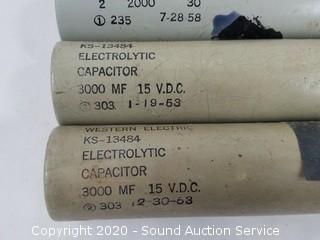 2 2000 30
① 235 7-28-58
KS-13484
ELECTROLYTIC
CAPACITOR
3000 MF 15 V.D.C.
303 1-19-63
WESTERN ELECTRIC
KS-13484
ELECTROLYTIC
CAPACITOR
3000 MF 15 V.D.C.
303 12-30-63
Copyright 2020 - Sound Auction Service